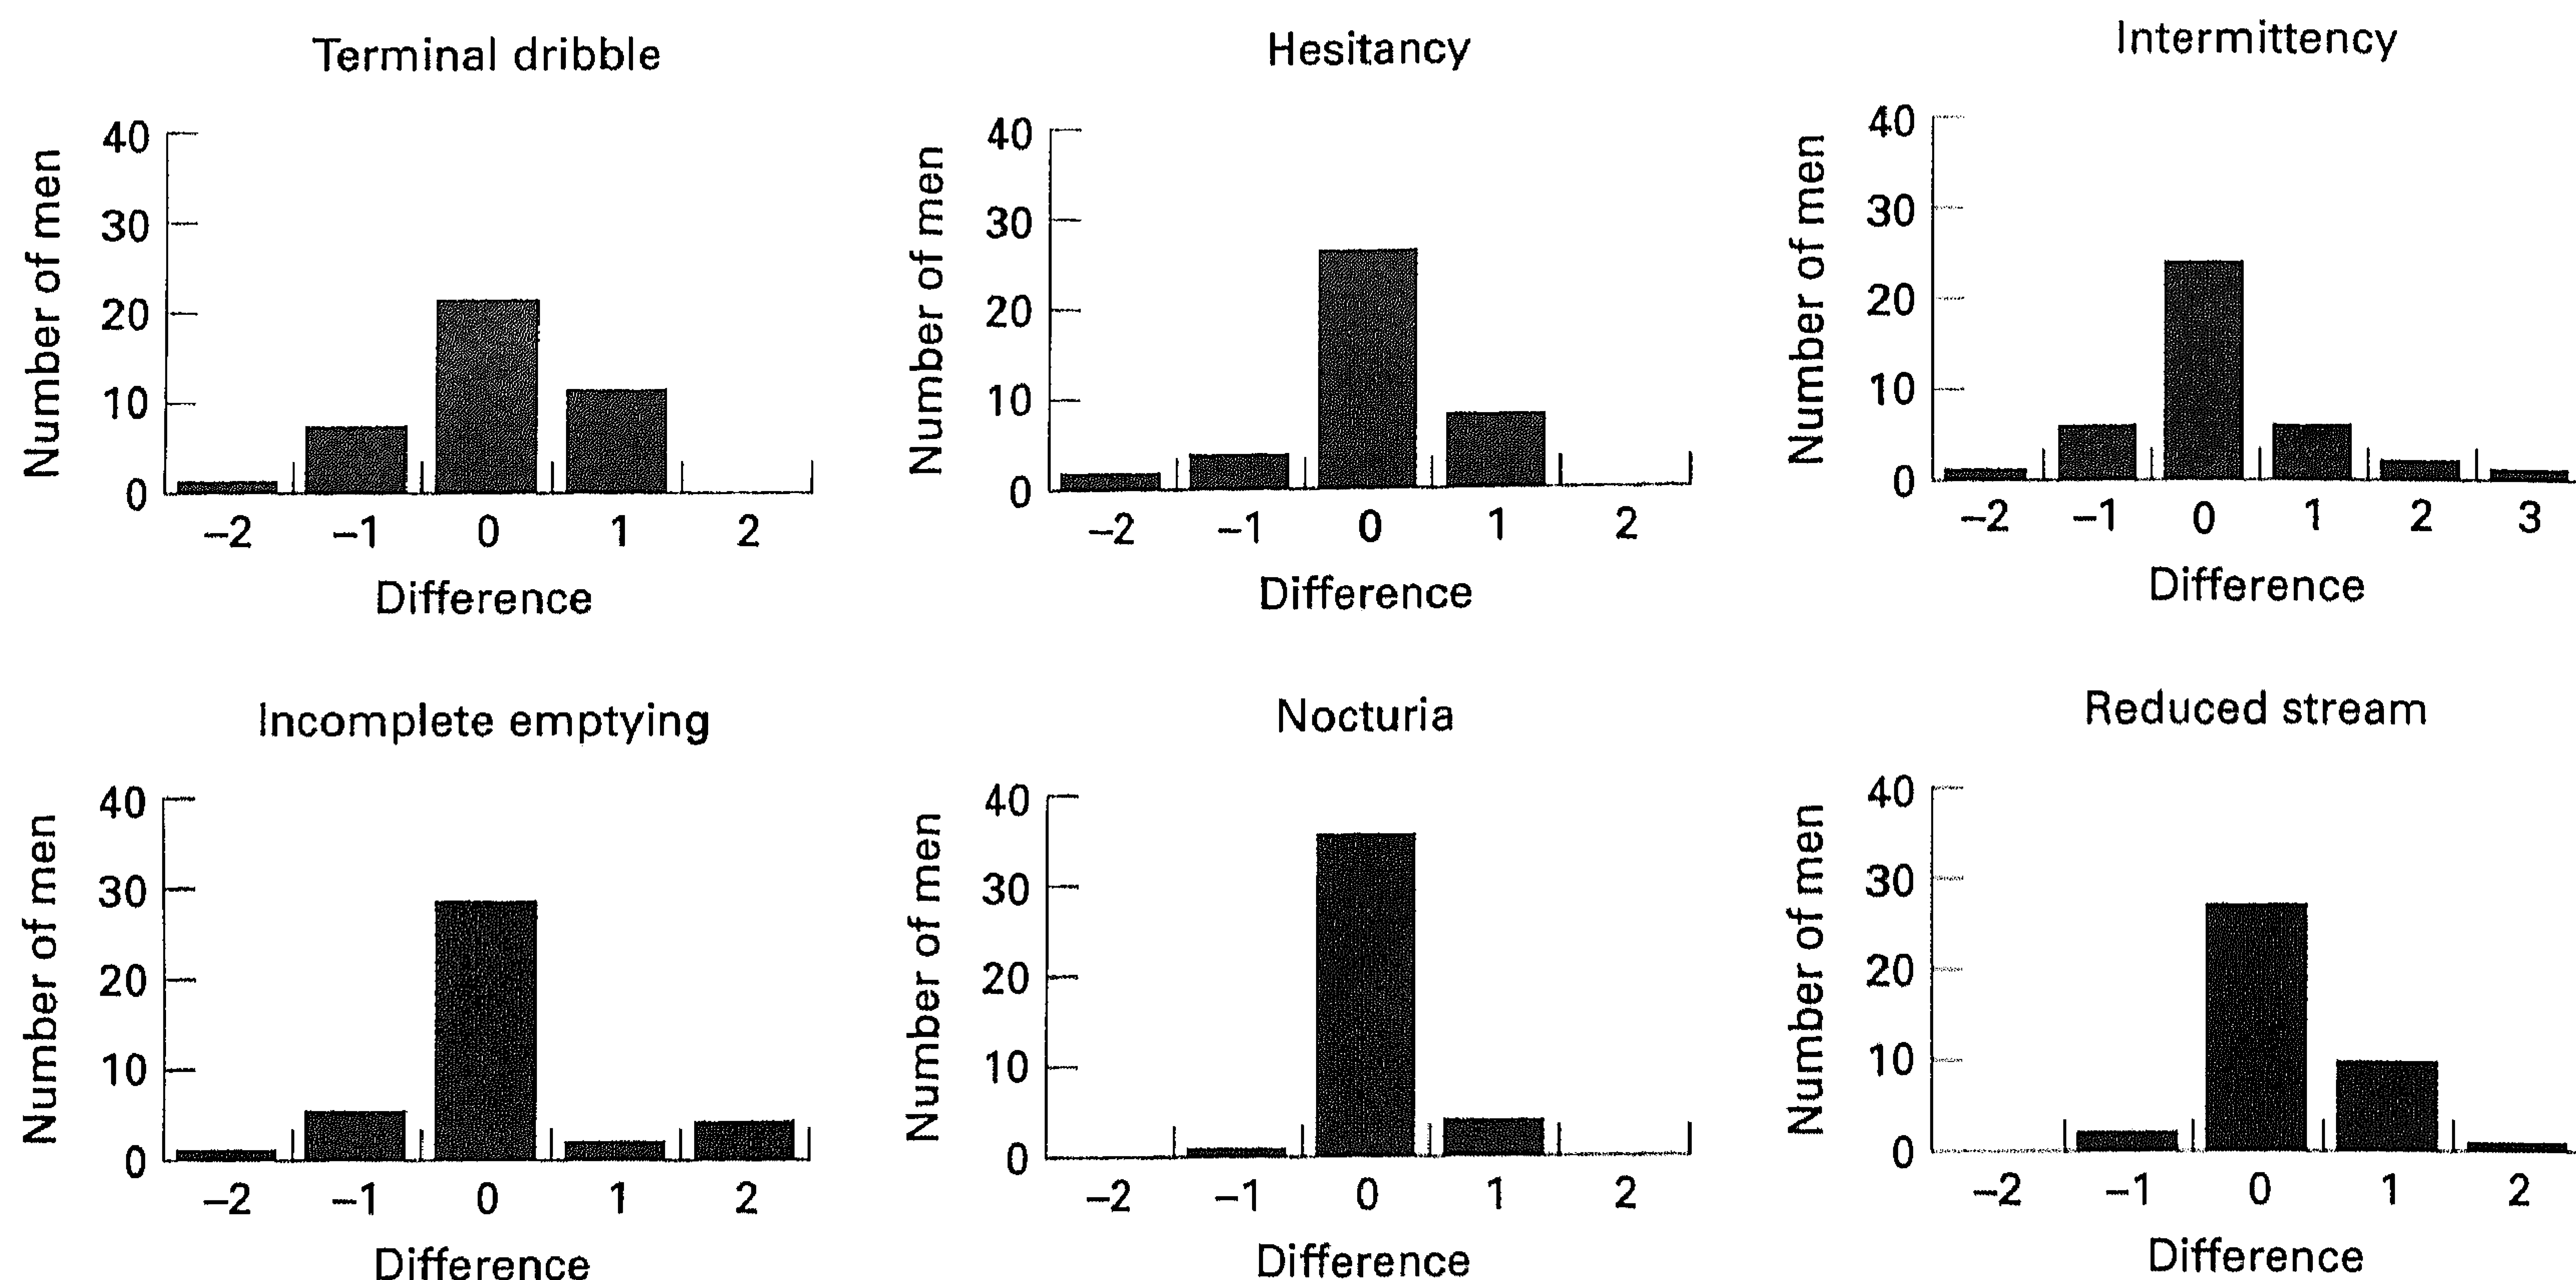 Terminal dribble
Number of men
40
30
20
10
0
–2 –1 0 1 2
Difference
Hesitancy
Number of men
40
30
20
10
0
–2 –1 0 1 2
Difference
Intermittency
Number of men
40
30
20
10
0
–2 –1 0 1 2 3
Difference
Incomplete emptying
Number of men
40
30
20
10
0
–2 –1 0 1 2
Difference
Nocturia
Number of men
40
30
20
10
0
–2 –1 0 1 2
Difference
Reduced stream
Number of men
40
30
20
10
0
–2 –1 0 1 2
Difference